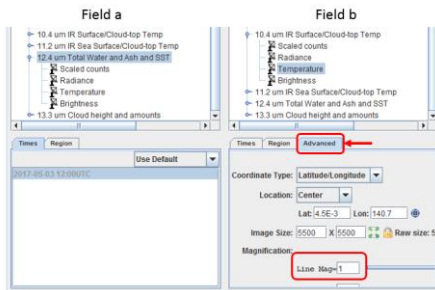 Field a
10.4 um IR Surface/Cloud-top Temp
11.2 um IR Sea Surface/Cloud-top Temp
12.4 um Total Water and Ash and SST
Scaled counts
Radiance
Temperature
Brightness
13.3 um Cloud height and amounts
Times Region
Use Default
2017-05-03 12:00UTC
Field b
10.4 um IR Surface/Cloud-top Temp
Scaled counts
Radiance
Temperature
Brightness
11.2 um IR Sea Surface/Cloud-top Temp
12.4 um Total Water and Ash and SST
13.3 um Cloud height and amounts
Times Region Advanced
Coordinate Type: Latitude/Longitude
Location: Center
Lat: 4.5E-3 Lon: 140.7
Image Size: 5500 X 5500 Raw size: 5
Magnification:
Line Mag=1